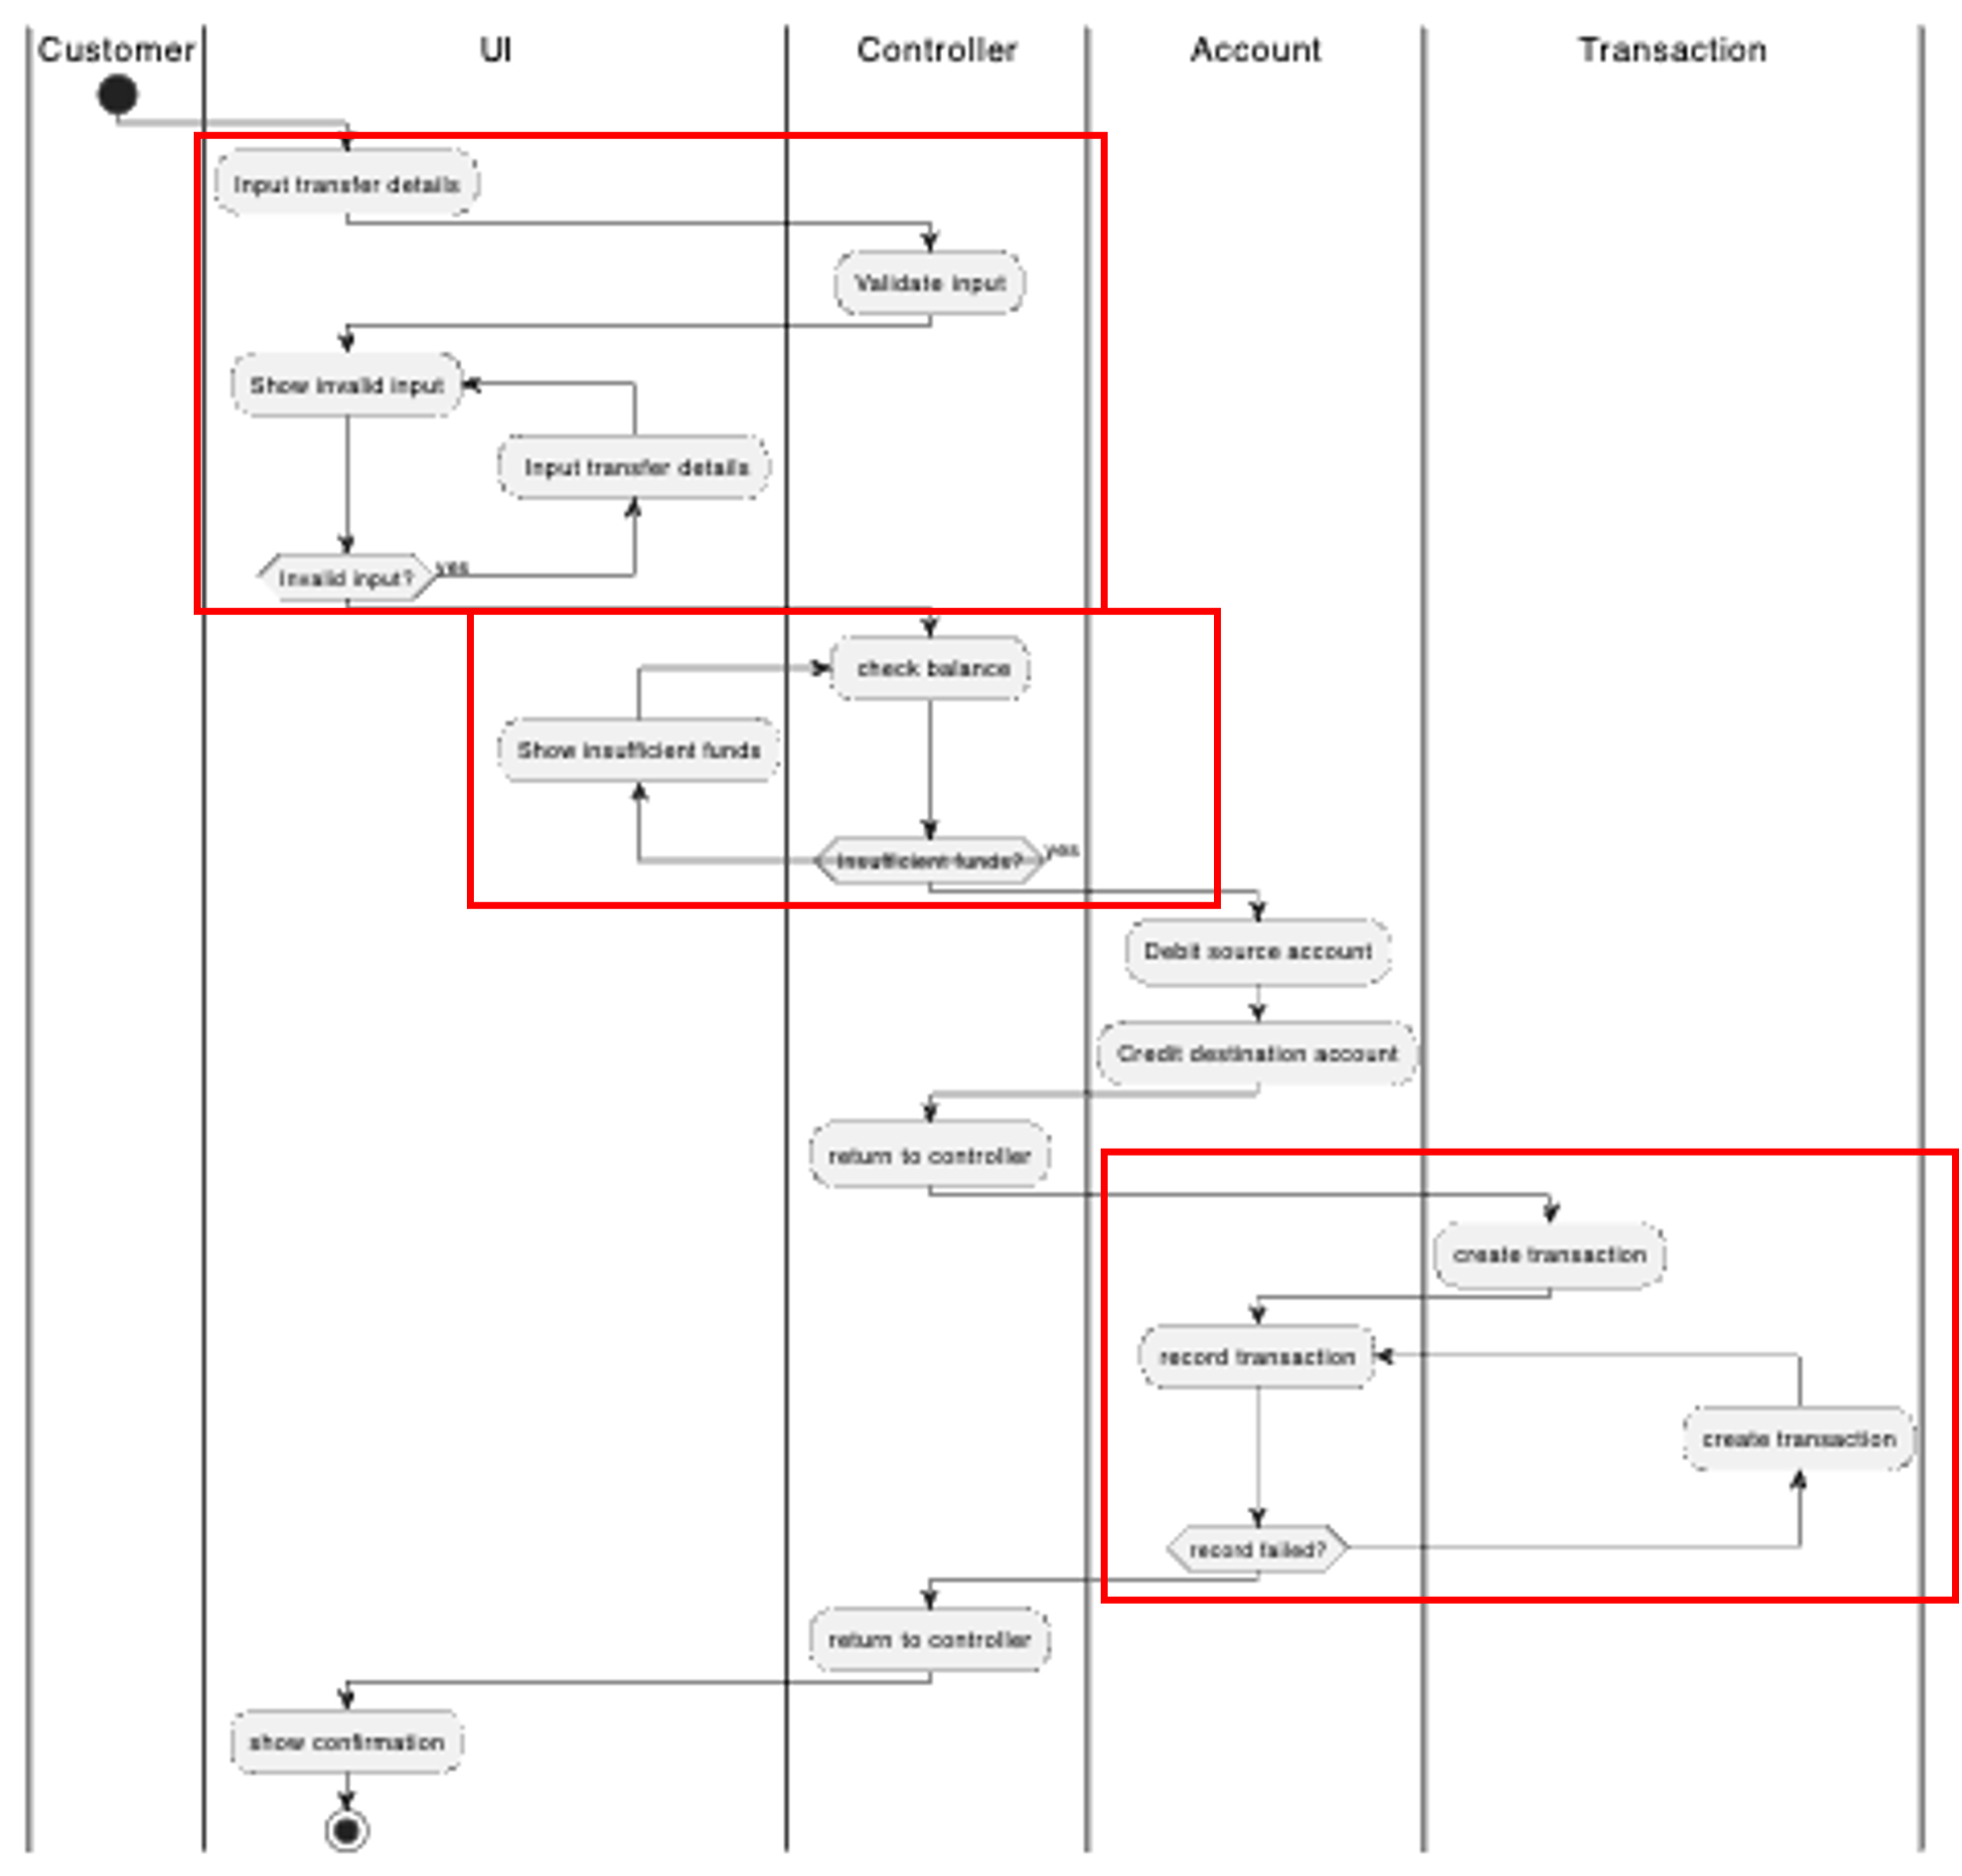 Customer
UI
Controller
Account
Transaction
Input transfer details
Validate input
Show invalid input
Input transfer details
Invalid input?
yes
check balance
Show insufficient funds
Insufficient funds?
yes
Debit source account
Credit destination account
return to controller
create transaction
record transaction
create transaction
record failed?
return to controller
show confirmation